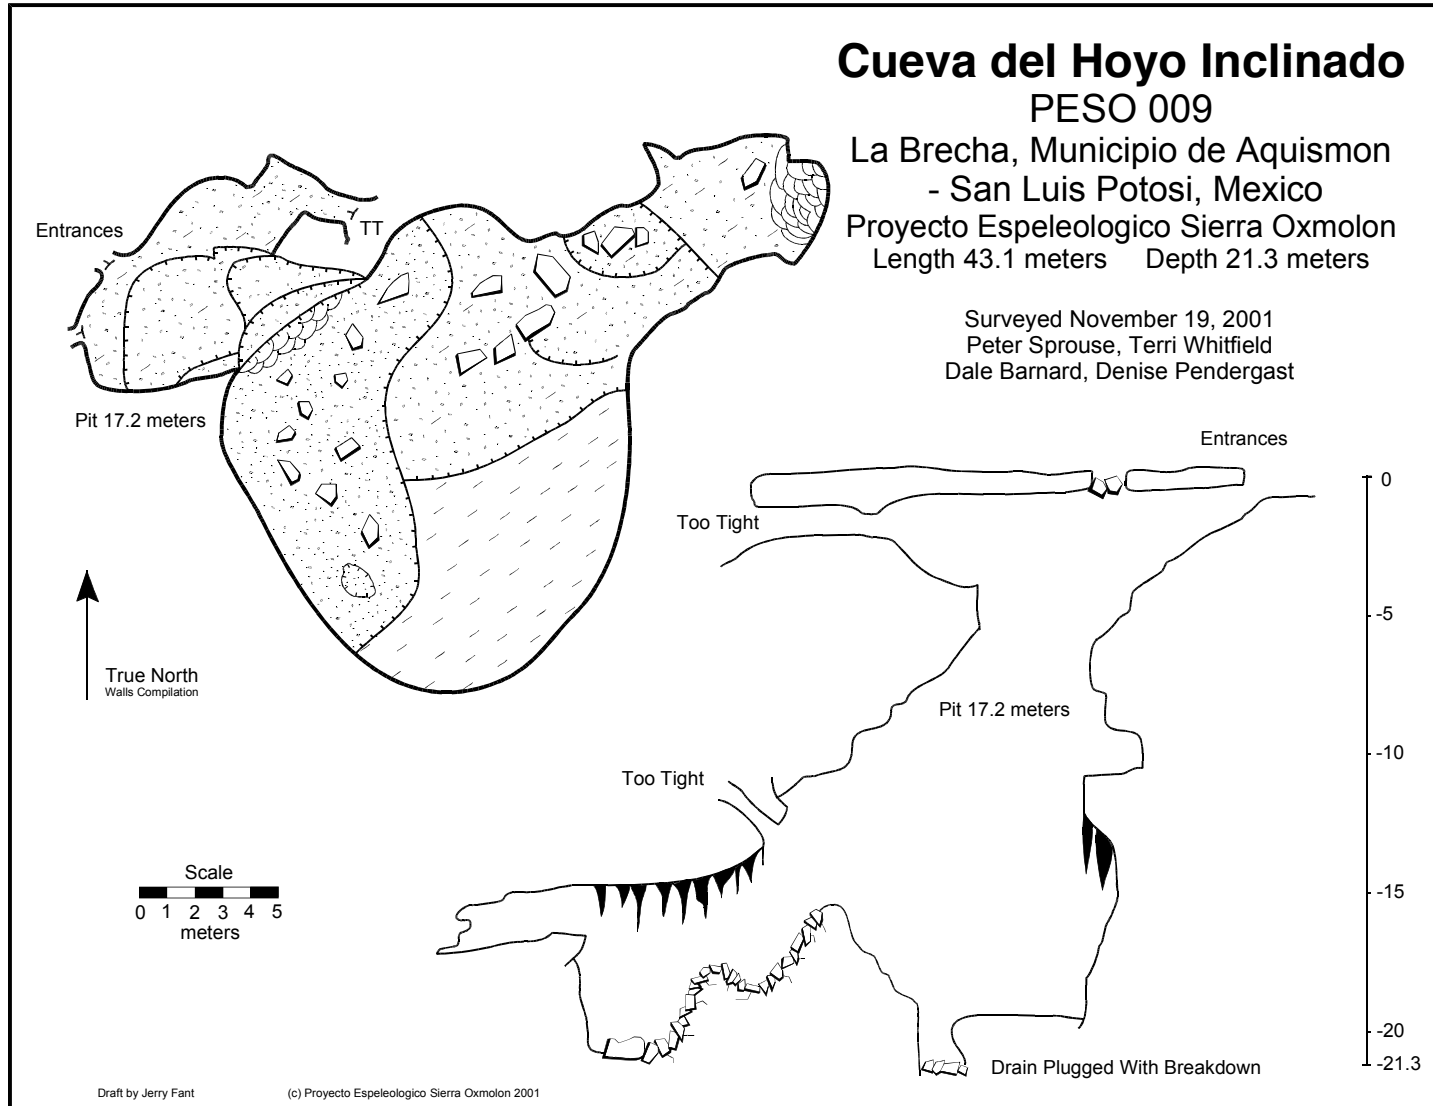 Cueva del Hoyo Inclinado
PESO 009
La Brecha, Municipio de Aquismon
- San Luis Potosi, Mexico
Proyecto Espeleologico Sierra Oxmolon
Length 43.1 meters Depth 21.3 meters
Surveyed November 19, 2001
Peter Sprouse, Terri Whitfield
Dale Barnard, Denise Pendergast
Entrances
TT
Pit 17.2 meters
True North
Walls Compilation
Scale
0 1 2 3 4 5
meters
Entrances
Too Tight
Pit 17.2 meters
Too Tight
Drain Plugged With Breakdown
0
-5
-10
-15
-20
-21.3
Draft by Jerry Fant
(c) Proyecto Espeleologico Sierra Oxmolon 2001